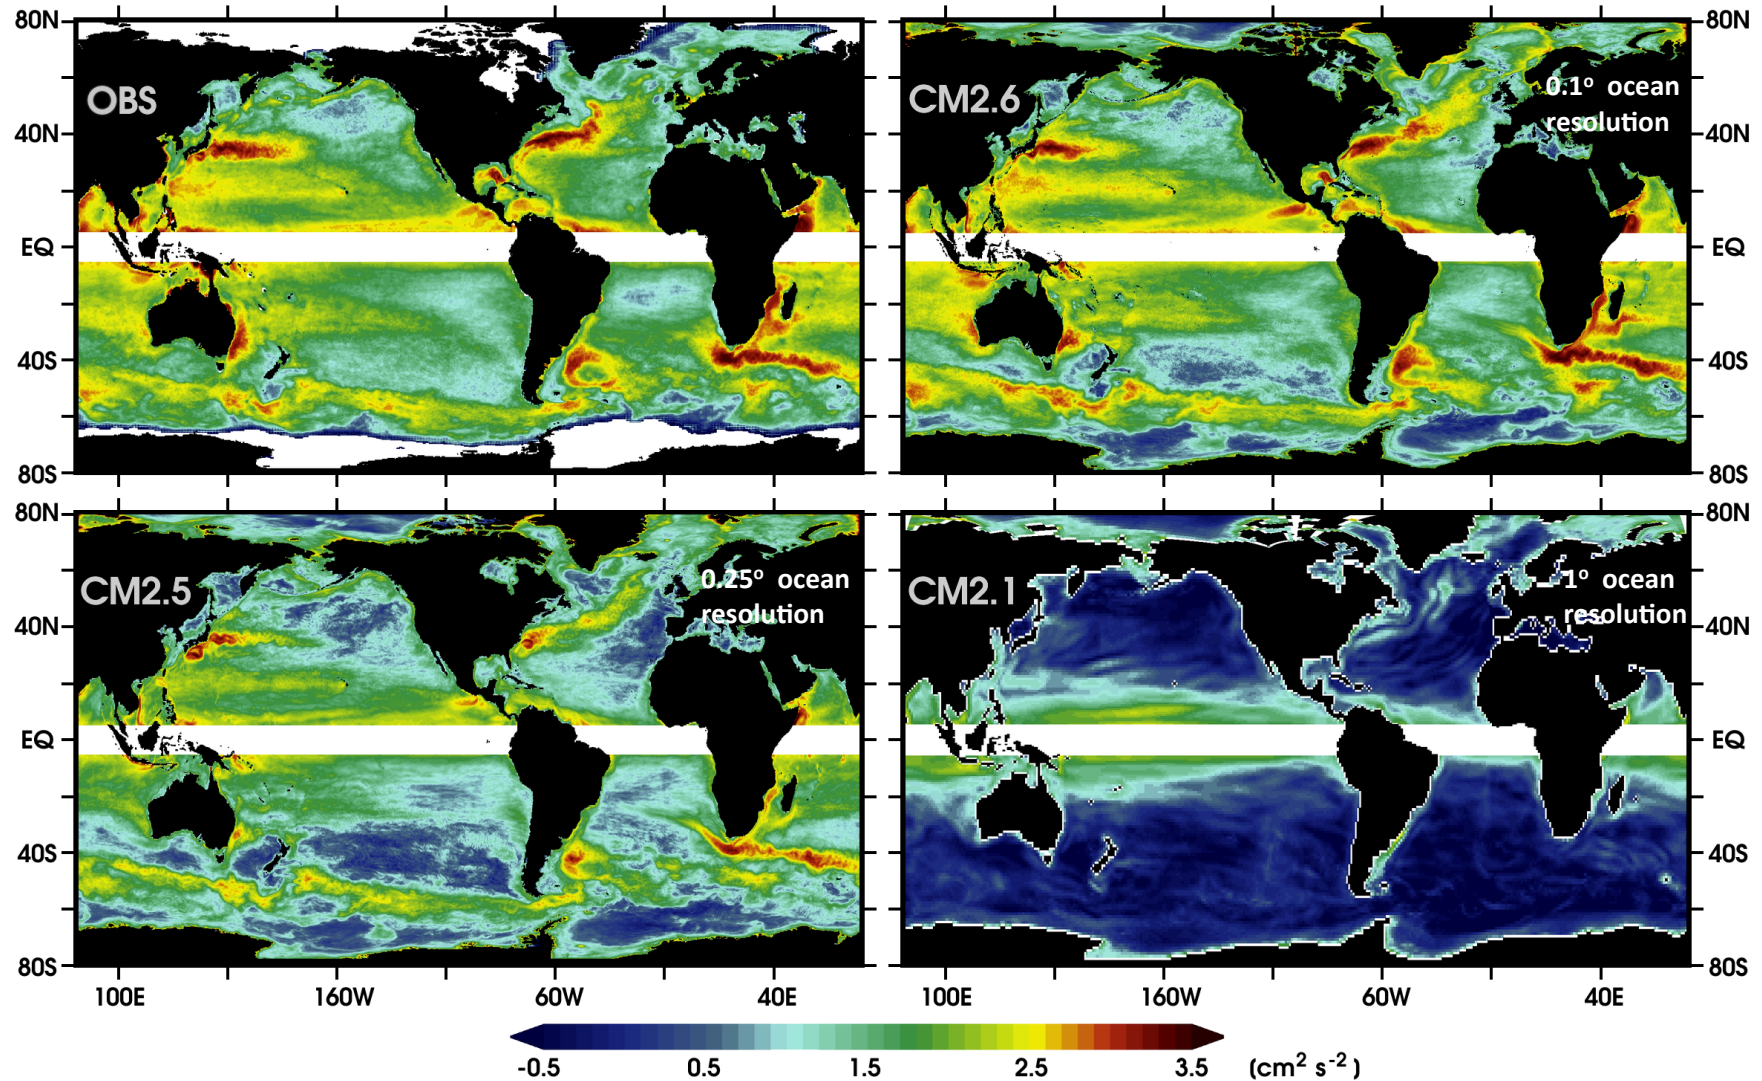 80N 80N
OBS CM2.6 0.1° ocean
resolution
40N 40N
EQ EQ
40S 40S
80S 80S
80N 80N
CM2.5 0.25° ocean
resolution
CM2.1 1° ocean
resolution
40N 40N
EQ EQ
40S 40S
80S 80S
100E 160W 60W 40E 100E 160W 60W 40E
-0.5 0.5 1.5 2.5 3.5 (cm² s⁻²)